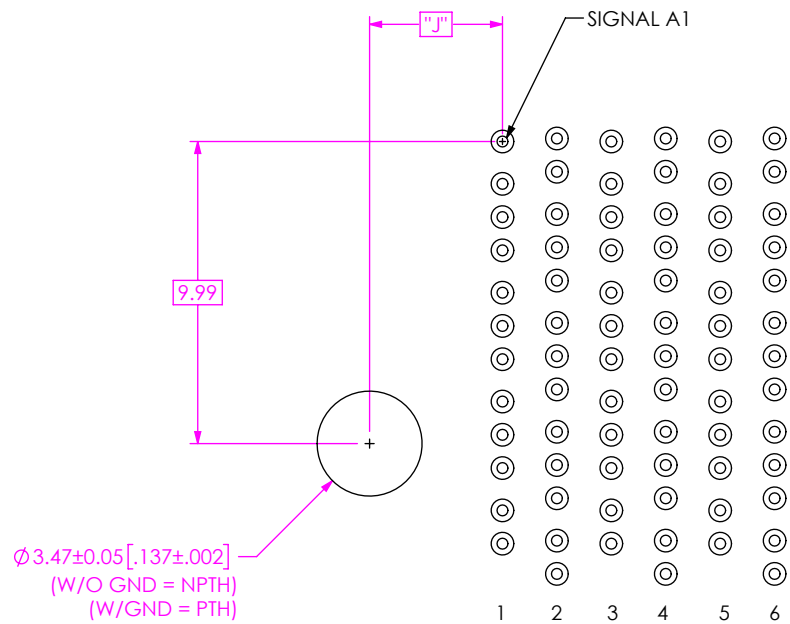 "J"
SIGNAL A1
9.99
Ø3.47±0.05[.137±.002]
(W/O GND = NPTH)
(W/GND = PTH)
1 2 3 4 5 6